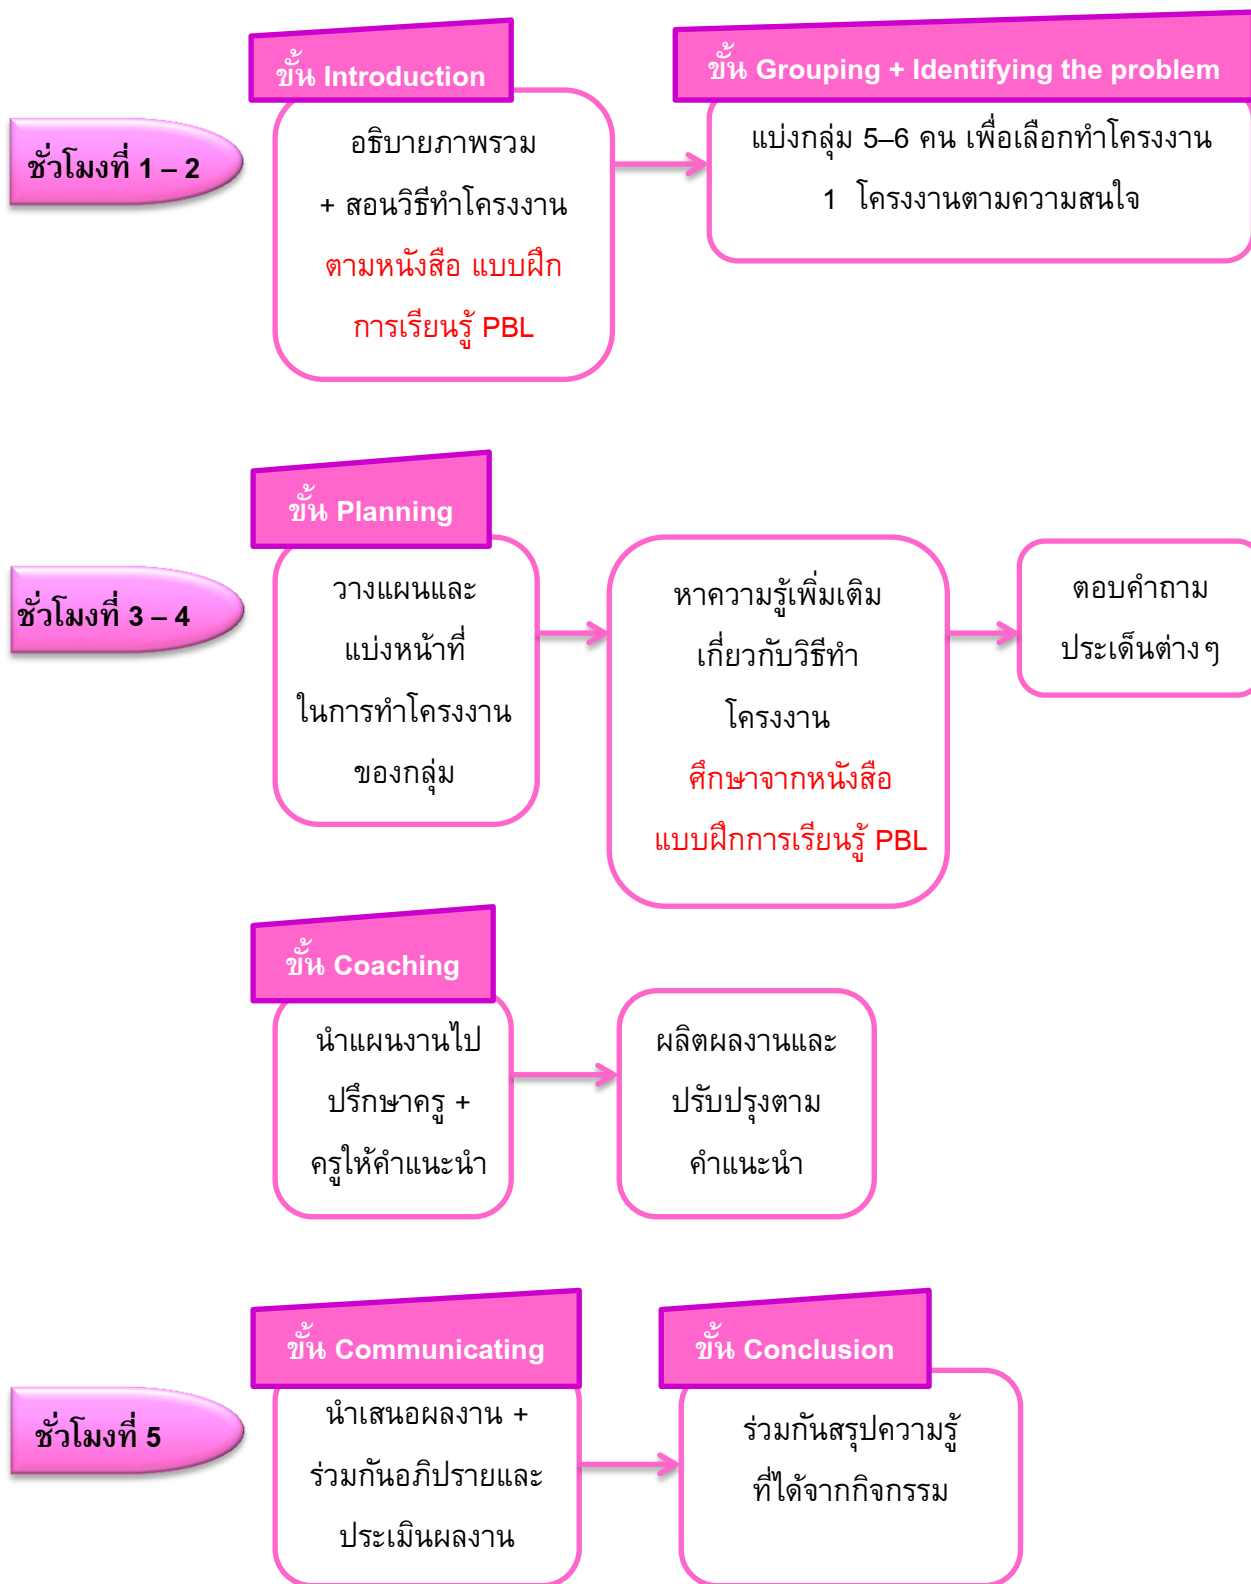 ขั้น Introduction
ขั้น Grouping + Identifying the problem
ชั่วโมงที่ 1 – 2
อธิบายภาพรวม
+ สอนวิธีทำโครงงาน
ตามหนังสือ แบบฝึก
การเรียนรู้ PBL
แบ่งกลุ่ม 5–6 คน เพื่อเลือกทำโครงงาน
1 โครงงานตามความสนใจ
ขั้น Planning
ชั่วโมงที่ 3 – 4
วางแผนและ
แบ่งหน้าที่
ในการทำโครงงาน
ของกลุ่ม
หาความรู้เพิ่มเติม
เกี่ยวกับวิธีทำ
โครงงาน
ศึกษาจากหนังสือ
แบบฝึกการเรียนรู้ PBL
ตอบคำถาม
ประเด็นต่างๆ
ขั้น Coaching
นำแผนงานไป
ปรึกษาครู +
ครูให้คำแนะนำ
ผลิตผลงานและ
ปรับปรุงตาม
คำแนะนำ
ขั้น Communicating
ขั้น Conclusion
ชั่วโมงที่ 5
นำเสนอผลงาน +
ร่วมกันอภิปรายและ
ประเมินผลงาน
ร่วมกันสรุปความรู้
ที่ได้จากกิจกรรม